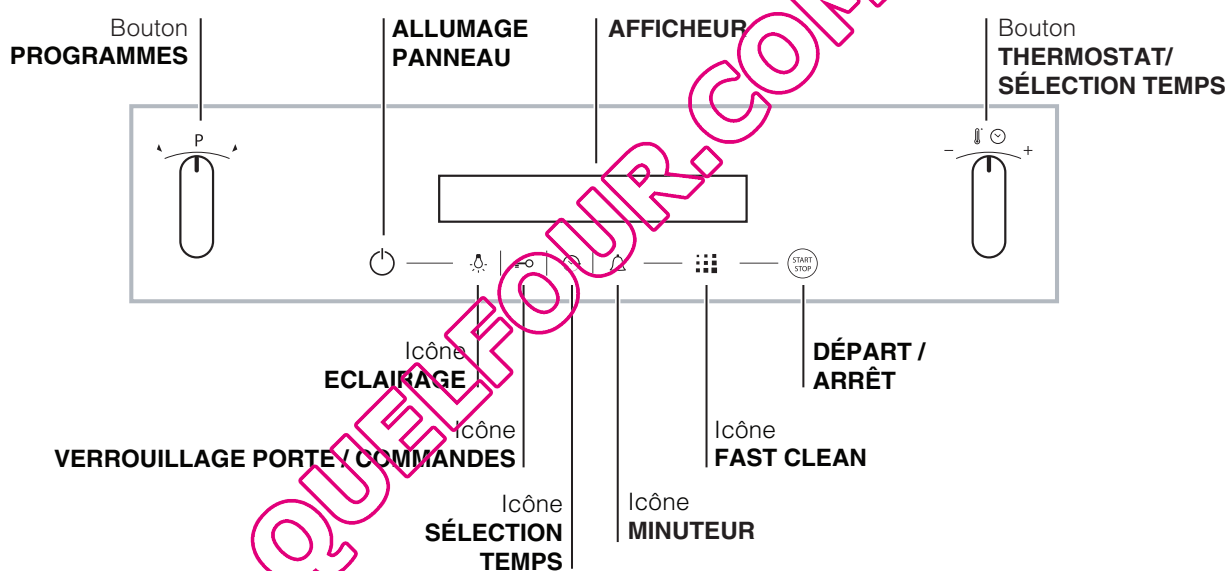 Bouton
PROGRAMMES
ALLUMAGE
PANNEAU
AFFICHEUR
Bouton
THERMOSTAT/
SÉLECTION TEMPS
P
− +
START
STOP
Icône
ECLAIRAGE
DÉPART /
ARRÊT
Icône
VERROUILLAGE PORTE / COMMANDES
Icône
FAST CLEAN
Icône
SÉLECTION
TEMPS
Icône
MINUTEUR
QUELFOUR.COM